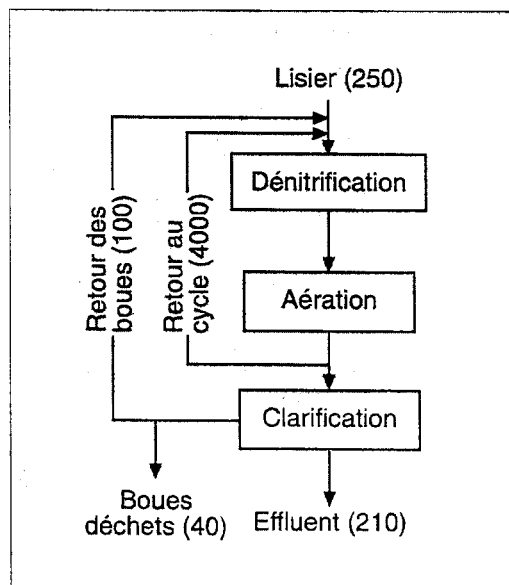 Lisier (250)
Dénitrification
Retour des
boues (100)
Retour au
cycle (4000)
Aération
Clarification
Boues
déchets (40)
Effluent (210)